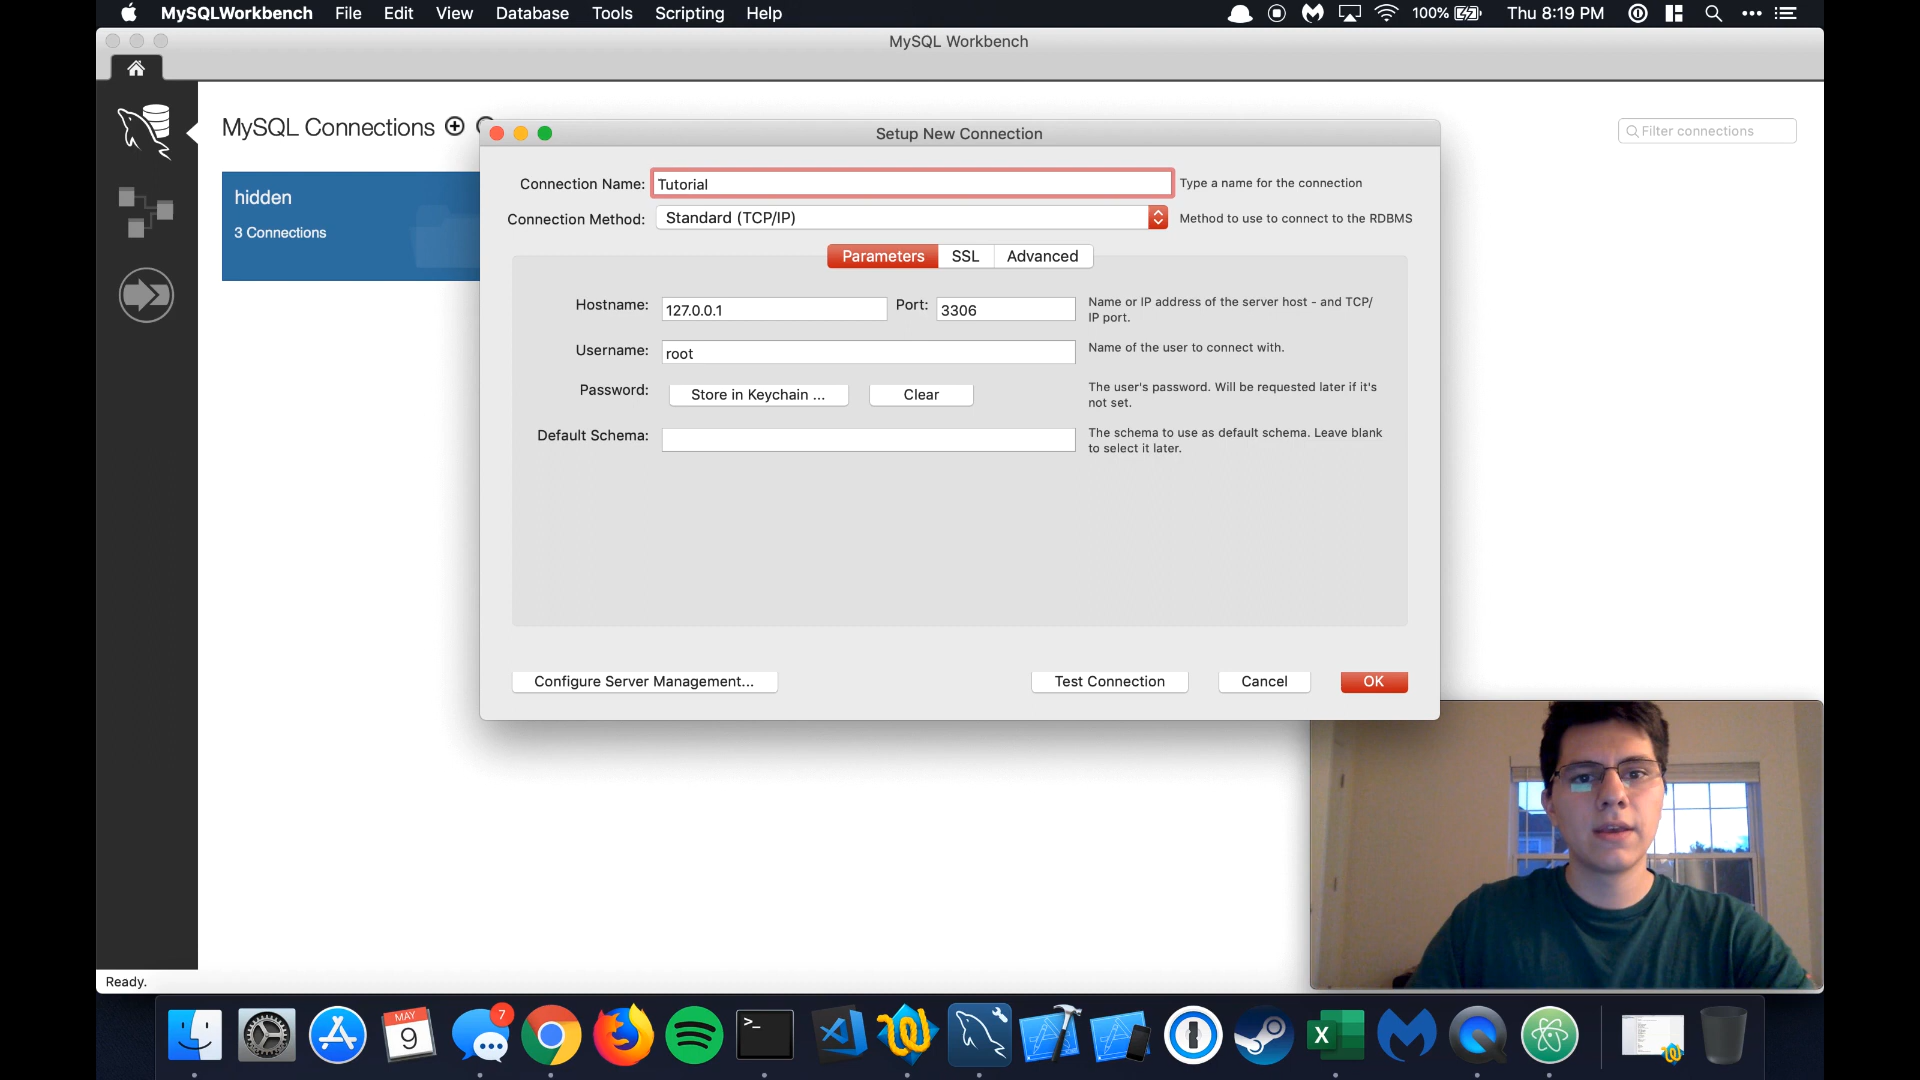 MySQLWorkbench File Edit View Database Tools Scripting Help 100% Thu 8:19 PM
MySQL Workbench
MySQL Connections
Filter connections
hidden
3 Connections
Setup New Connection
Connection Name: Tutorial Type a name for the connection
Connection Method: Standard (TCP/IP) Method to use to connect to the RDBMS
Parameters SSL Advanced
Hostname: 127.0.0.1 Port: 3306 Name or IP address of the server host - and TCP/
IP port.
Username: root Name of the user to connect with.
Password: Store in Keychain ... Clear The user's password. Will be requested later if it's
not set.
Default Schema: The schema to use as default schema. Leave blank
to select it later.
Configure Server Management... Test Connection Cancel OK
Ready.
MAY
9
7
>_
X